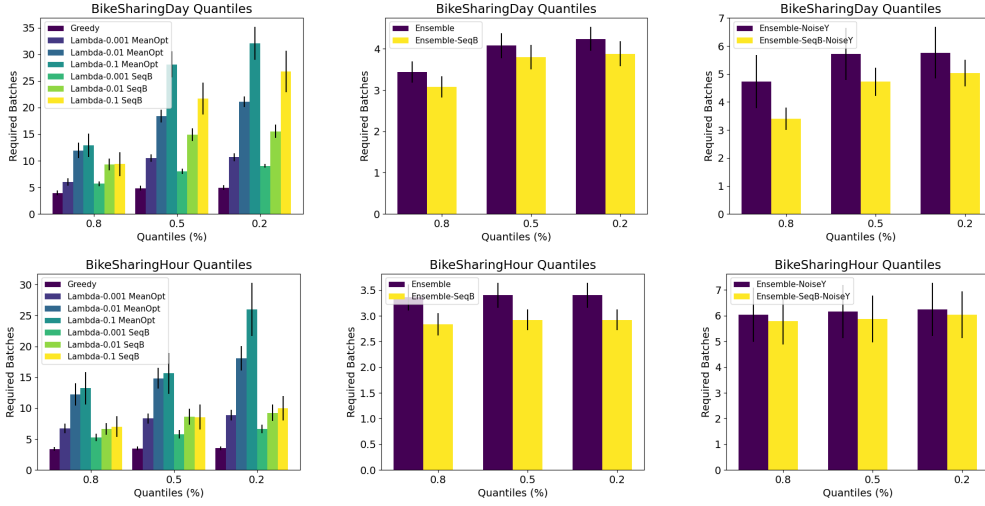 BikeSharingDay Quantiles
Required Batches
35
30
25
20
15
10
5
0
Greedy
Lambda-0.001 MeanOpt
Lambda-0.01 MeanOpt
Lambda-0.1 MeanOpt
Lambda-0.001 SeqB
Lambda-0.01 SeqB
Lambda-0.1 SeqB
0.8 0.5 0.2
Quantiles (%)
BikeSharingDay Quantiles
Required Batches
4
3
2
1
0
Ensemble
Ensemble-SeqB
0.8 0.5 0.2
Quantiles (%)
BikeSharingDay Quantiles
Required Batches
7
6
5
4
3
2
1
0
Ensemble-NoiseY
Ensemble-SeqB-NoiseY
0.8 0.5 0.2
Quantiles (%)
BikeSharingHour Quantiles
Required Batches
30
25
20
15
10
5
0
Greedy
Lambda-0.001 MeanOpt
Lambda-0.01 MeanOpt
Lambda-0.1 MeanOpt
Lambda-0.001 SeqB
Lambda-0.01 SeqB
Lambda-0.1 SeqB
0.8 0.5 0.2
Quantiles (%)
BikeSharingHour Quantiles
Required Batches
3.5
3.0
2.5
2.0
1.5
1.0
0.5
0.0
Ensemble
Ensemble-SeqB
0.8 0.5 0.2
Quantiles (%)
BikeSharingHour Quantiles
Required Batches
7
6
5
4
3
2
1
0
Ensemble-NoiseY
Ensemble-SeqB-NoiseY
0.8 0.5 0.2
Quantiles (%)